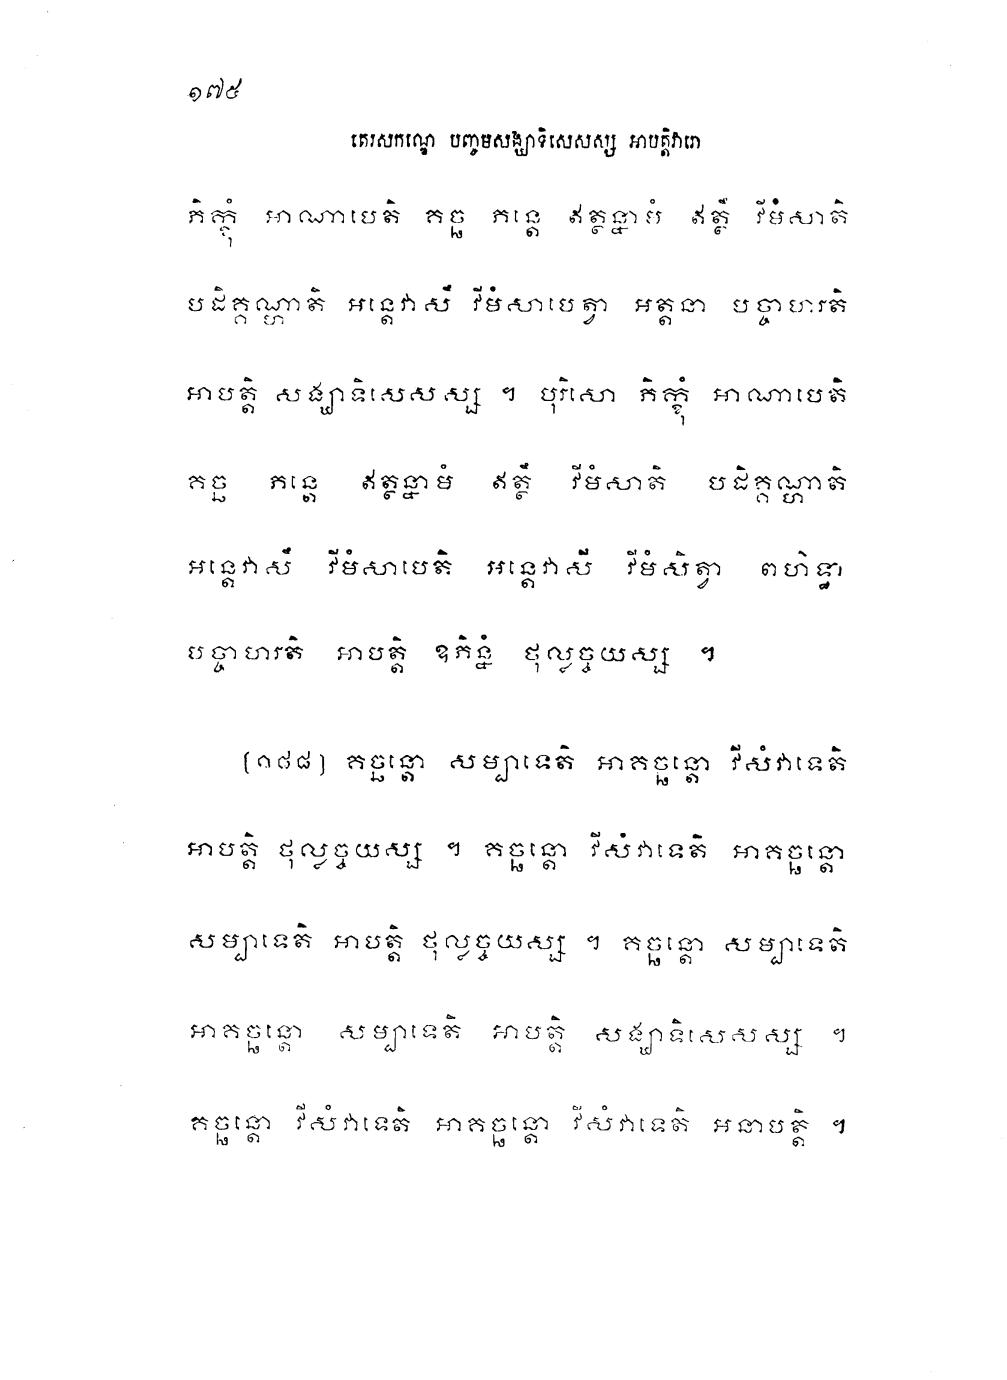 ១៧៥
តេរសកណ្ឌេ បញ្ចមសង្ឃាទិសេសស្ស អាបត្តិវារោ
ភិក្ខុំ អាណាបេតិ គច្ឆ ភន្តេ ឥត្ថន្នាមំ ឥត្ថឹ វីមំសាតិ
បដិគ្គណ្ហាតិ អន្តេវាសឹ វីមំសាបេត្វា អត្តនា បច្ចាហរតិ
អាបត្តិ សង្ឃាទិសេសស្ស ។ បុរិសោ ភិក្ខុំ អាណាបេតិ
គច្ឆ ភន្តេ ឥត្ថន្នាមំ ឥត្ថឹ វីមំសាតិ បដិគ្គណ្ហាតិ
អន្តេវាសឹ វីមំសាបេតិ អន្តេវាសី វីមំសិត្វា ពហិទ្ធា
បច្ចាហរតិ អាបត្តិ ឧភិន្នំ ថុល្លច្ចយស្ស ។
(១៨៨) គច្ឆន្តោ សម្បាទេតិ អាគច្ឆន្តោ វិសំវាទេតិ
អាបត្តិ ថុល្លច្ចយស្ស ។ គច្ឆន្តោ វិសំវាទេតិ អាគច្ឆន្តោ
សម្បាទេតិ អាបត្តិ ថុល្លច្ចយស្ស ។ គច្ឆន្តោ សម្បាទេតិ
អាគច្ឆន្តោ សម្បាទេតិ អាបត្តិ សង្ឃាទិសេសស្ស ។
គច្ឆន្តោ វិសំវាទេតិ អាគច្ឆន្តោ វិសំវាទេតិ អនាបត្តិ ។